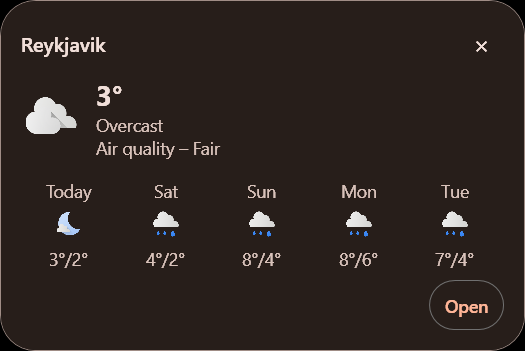 Reykjavik
3°
Overcast
Air quality – Fair
Today Sat Sun Mon Tue
3°/2° 4°/2° 8°/4° 8°/6° 7°/4°
Open